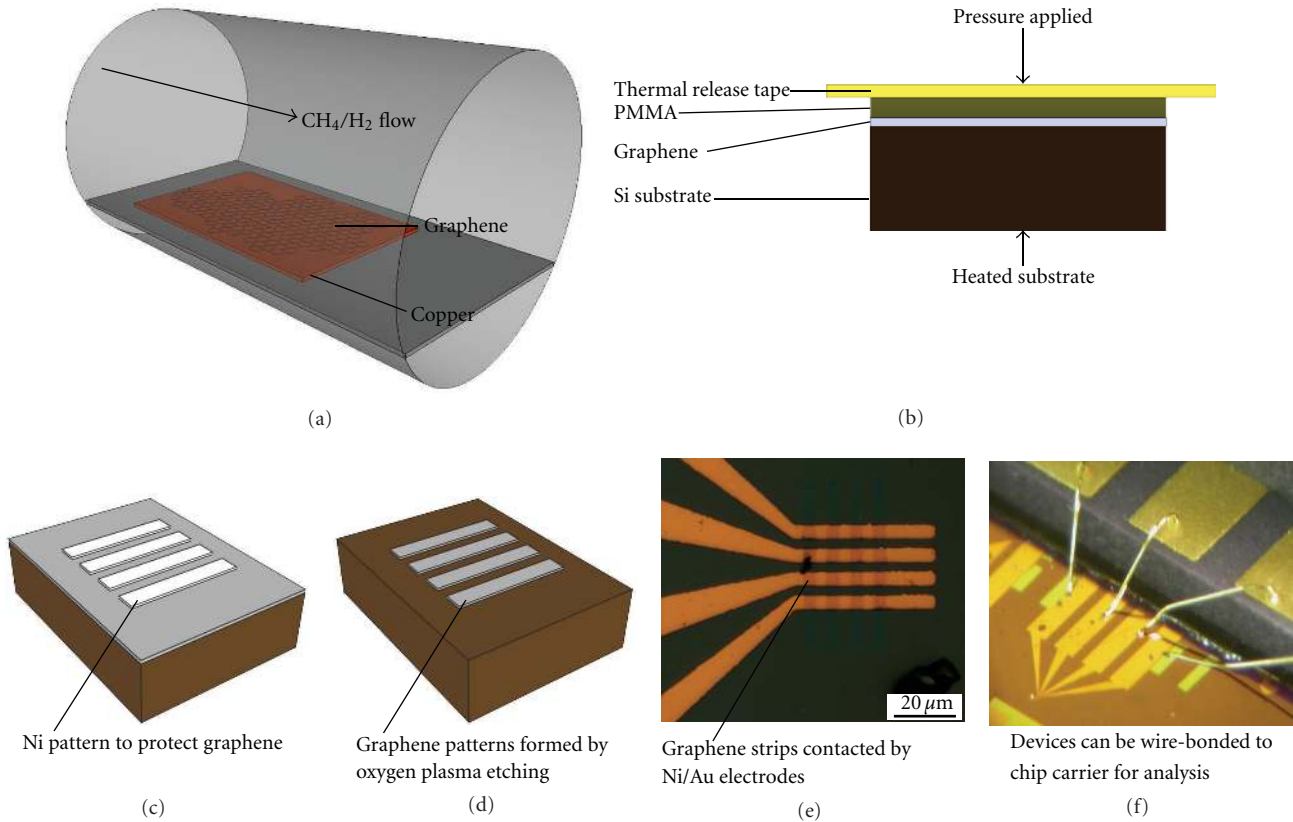 CH₄/H₂ flow
Graphene
Copper
(a)
Pressure applied
Thermal release tape
PMMA
Graphene
Si substrate
Heated substrate
(b)
Ni pattern to protect graphene
(c)
Graphene patterns formed by
oxygen plasma etching
(d)
20 μm
Graphene strips contacted by
Ni/Au electrodes
(e)
Devices can be wire-bonded to
chip carrier for analysis
(f)